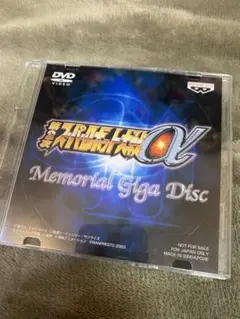 DVD
VIDEO
第2次
スーパーロボット大戦α
Memorial Giga Disc
NOT FOR SALE
FOR JAPAN ONLY
MADE IN SINGAPORE